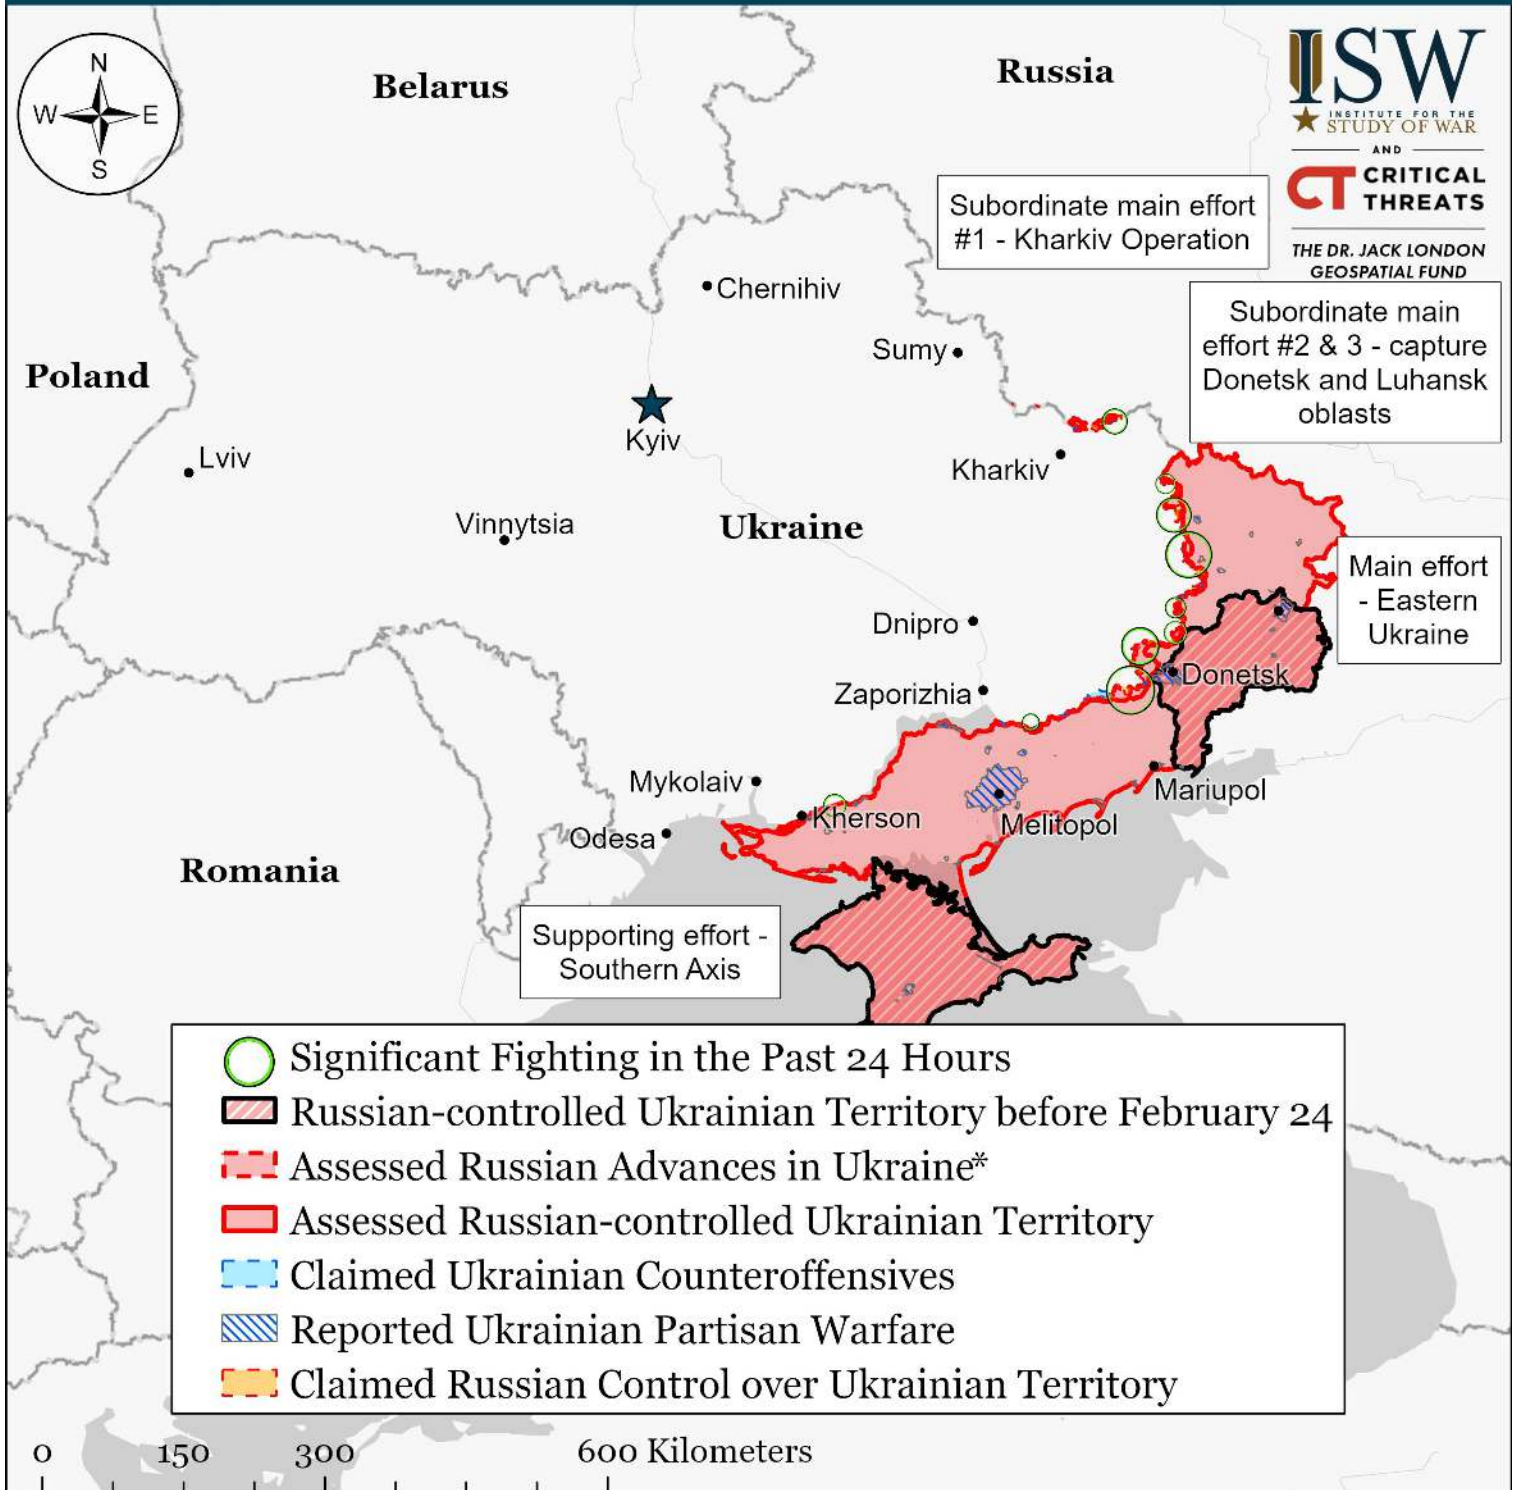 N
W
E
S
Belarus
Russia
ISW
INSTITUTE FOR THE
STUDY OF WAR
AND
CT CRITICAL
THREATS
THE DR. JACK LONDON
GEOSPATIAL FUND
Subordinate main effort
#1 - Kharkiv Operation
Chernihiv
Subordinate main
effort #2 & 3 - capture
Donetsk and Luhansk
oblasts
Sumy
Poland
Kyiv
Lviv
Kharkiv
Vinnytsia
Ukraine
Main effort
- Eastern
Ukraine
Dnipro
Donetsk
Zaporizhia
Mykolaiv
Mariupol
Kherson
Melitopol
Odesa
Romania
Supporting effort -
Southern Axis
Significant Fighting in the Past 24 Hours
Russian-controlled Ukrainian Territory before February 24
Assessed Russian Advances in Ukraine*
Assessed Russian-controlled Ukrainian Territory
Claimed Ukrainian Counteroffensives
Reported Ukrainian Partisan Warfare
Claimed Russian Control over Ukrainian Territory
0 150 300 600 Kilometers